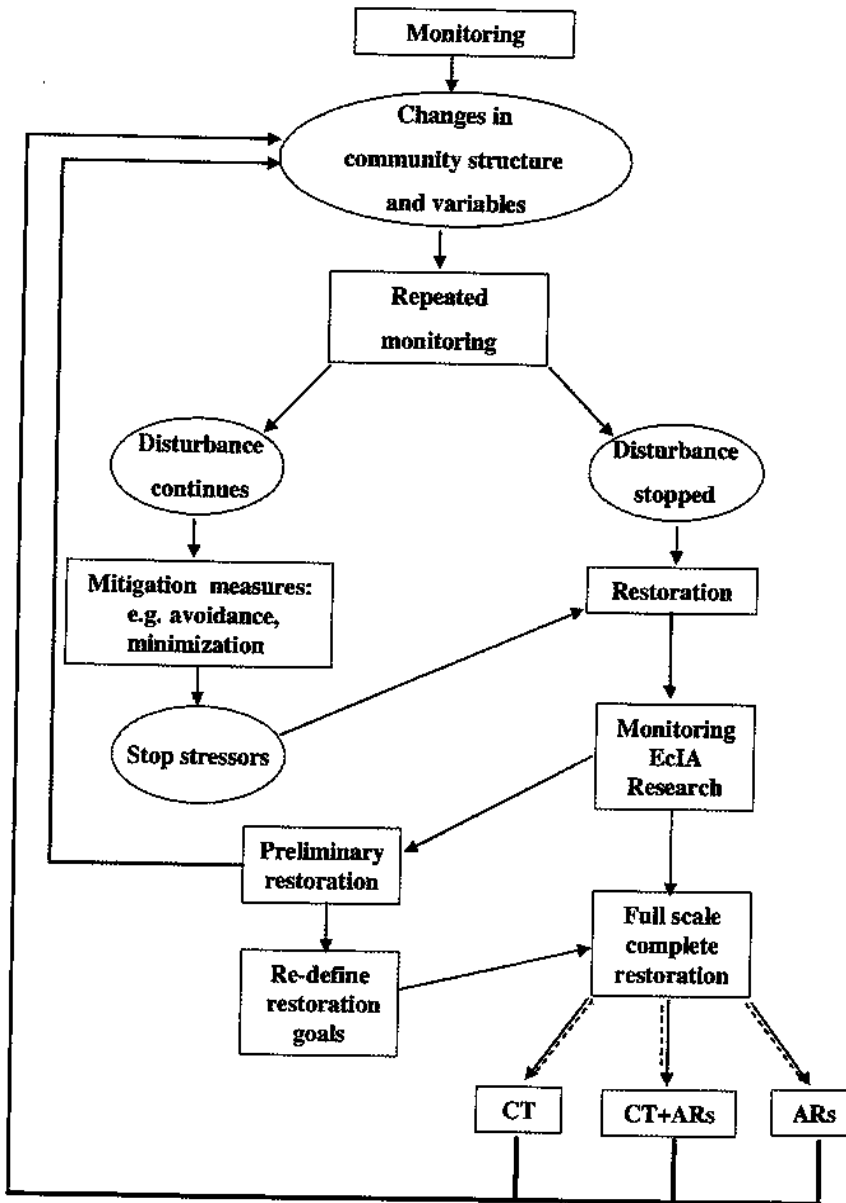 Monitoring
Changes in
community structure
and variables
Repeated
monitoring
Disturbance
continues
Disturbance
stopped
Mitigation measures:
e.g. avoidance,
minimization
Restoration
Stop stressors
Monitoring
EcIA
Research
Preliminary
restoration
Full scale
complete
restoration
Re-define
restoration
goals
CT
CT+ARs
ARs